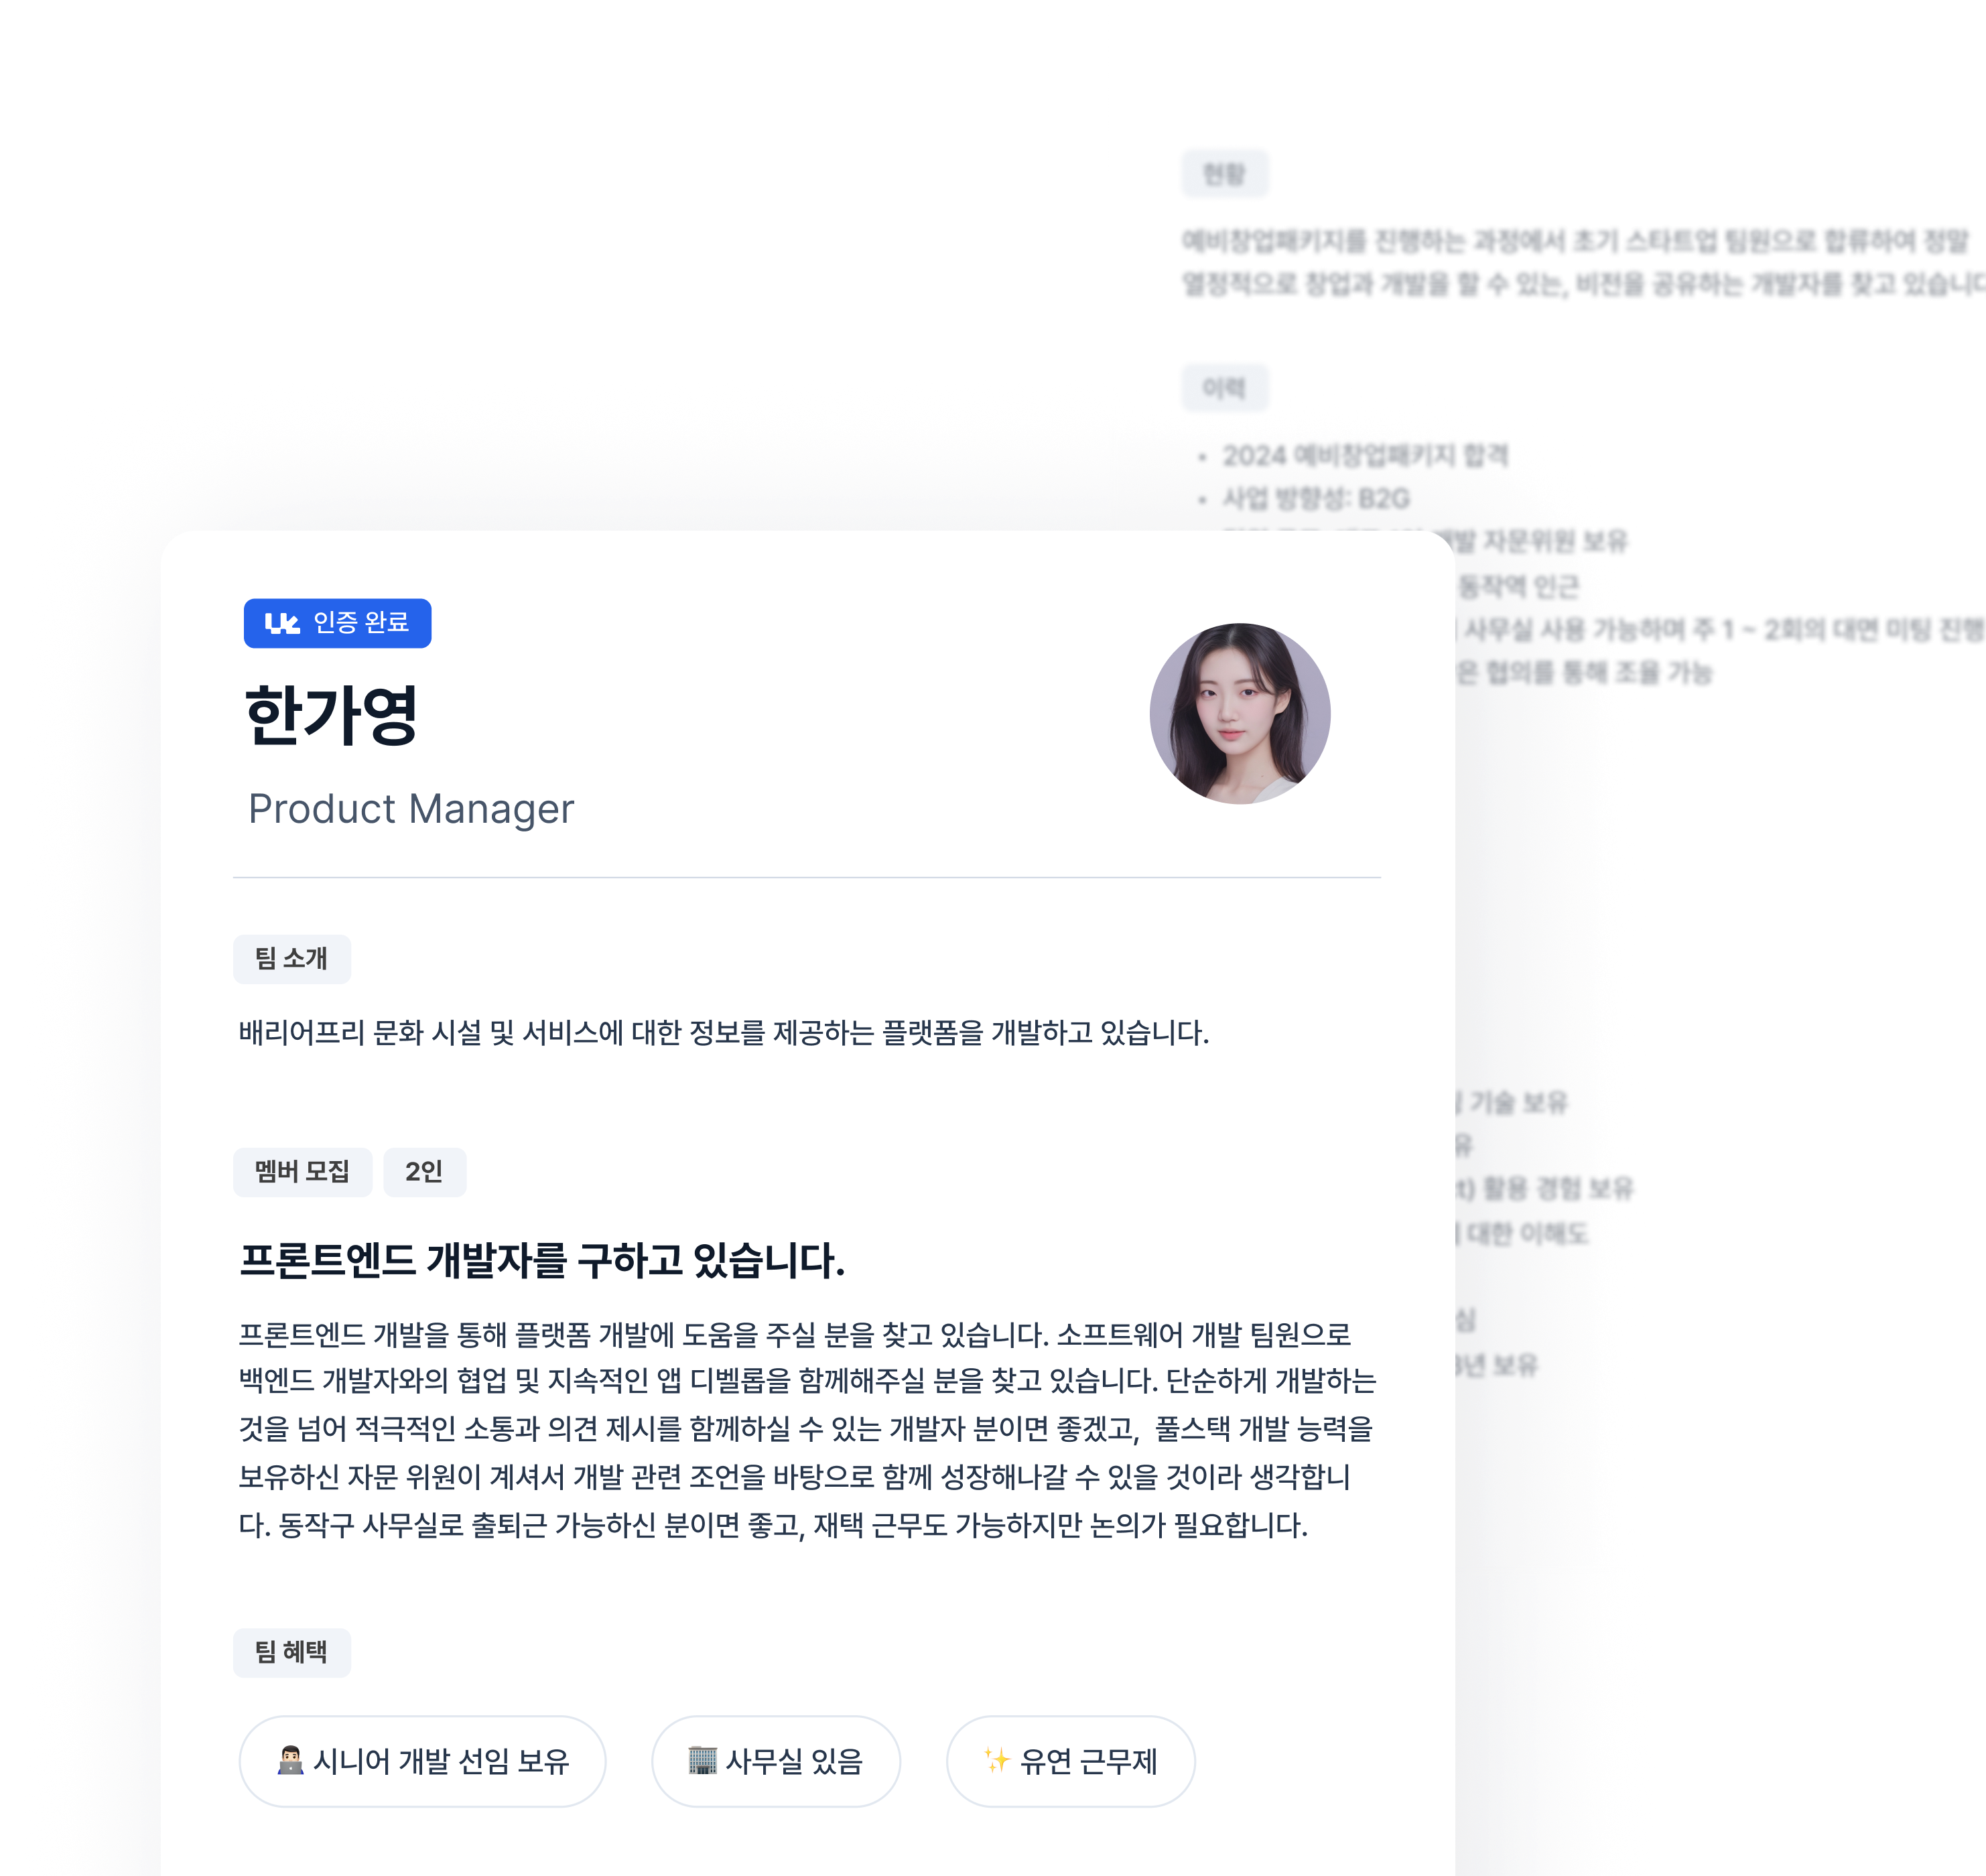 현황
예비창업패키지를 진행하는 과정에서 초기 스타트업 팀원으로 합류하여 정말
열정적으로 창업과 개발을 할 수 있는, 비전을 공유하는 개발자를 찾고 있습니다
이력
• 2024 예비창업패키지 합격
• 사업 방향성: B2G
자문위원 보유
동작역 인근
사무실 사용 가능하며 주 1 ~ 2회의 대면 미팅 진행
협의를 통해 조율 가능
기술 보유
활용 경험 보유
대한 이해도
보유
인증 완료
한가영
Product Manager
팀 소개
배리어프리 문화 시설 및 서비스에 대한 정보를 제공하는 플랫폼을 개발하고 있습니다.
멤버 모집 2인
프론트엔드 개발자를 구하고 있습니다.
프론트엔드 개발을 통해 플랫폼 개발에 도움을 주실 분을 찾고 있습니다. 소프트웨어 개발 팀원으로
백엔드 개발자와의 협업 및 지속적인 앱 디벨롭을 함께해주실 분을 찾고 있습니다. 단순하게 개발하는
것을 넘어 적극적인 소통과 의견 제시를 함께하실 수 있는 개발자 분이면 좋겠고, 풀스택 개발 능력을
보유하신 자문 위원이 계셔서 개발 관련 조언을 바탕으로 함께 성장해나갈 수 있을 것이라 생각합니
다. 동작구 사무실로 출퇴근 가능하신 분이면 좋고, 재택 근무도 가능하지만 논의가 필요합니다.
팀 혜택
시니어 개발 선임 보유
사무실 있음
유연 근무제